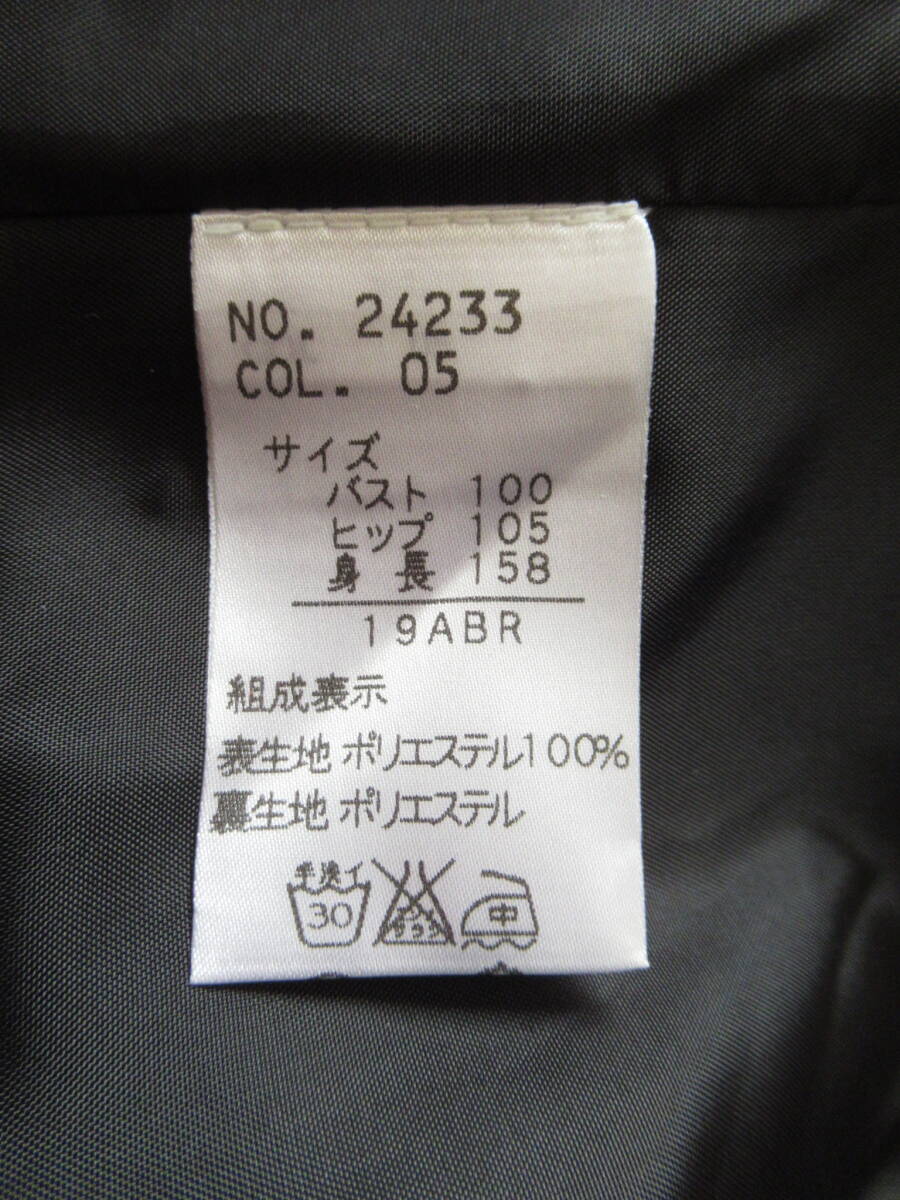 NO. 24233
COL. 05
サイズ
バスト 100
ヒップ 105
身長 158
19ABR
組成表示
表生地 ポリエステル100%
裏生地 ポリエステル
手洗イ
30
中